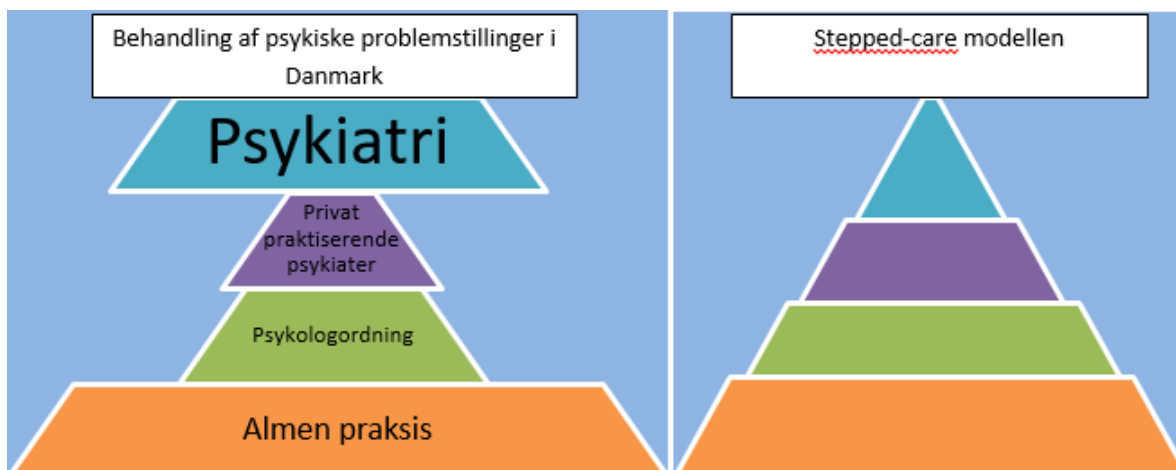 Behandling af psykiske problemstillinger i
Danmark
Psykiatri
Privat
praktiserende
psykiater
Psykologordning
Almen praksis
Stepped-care modellen